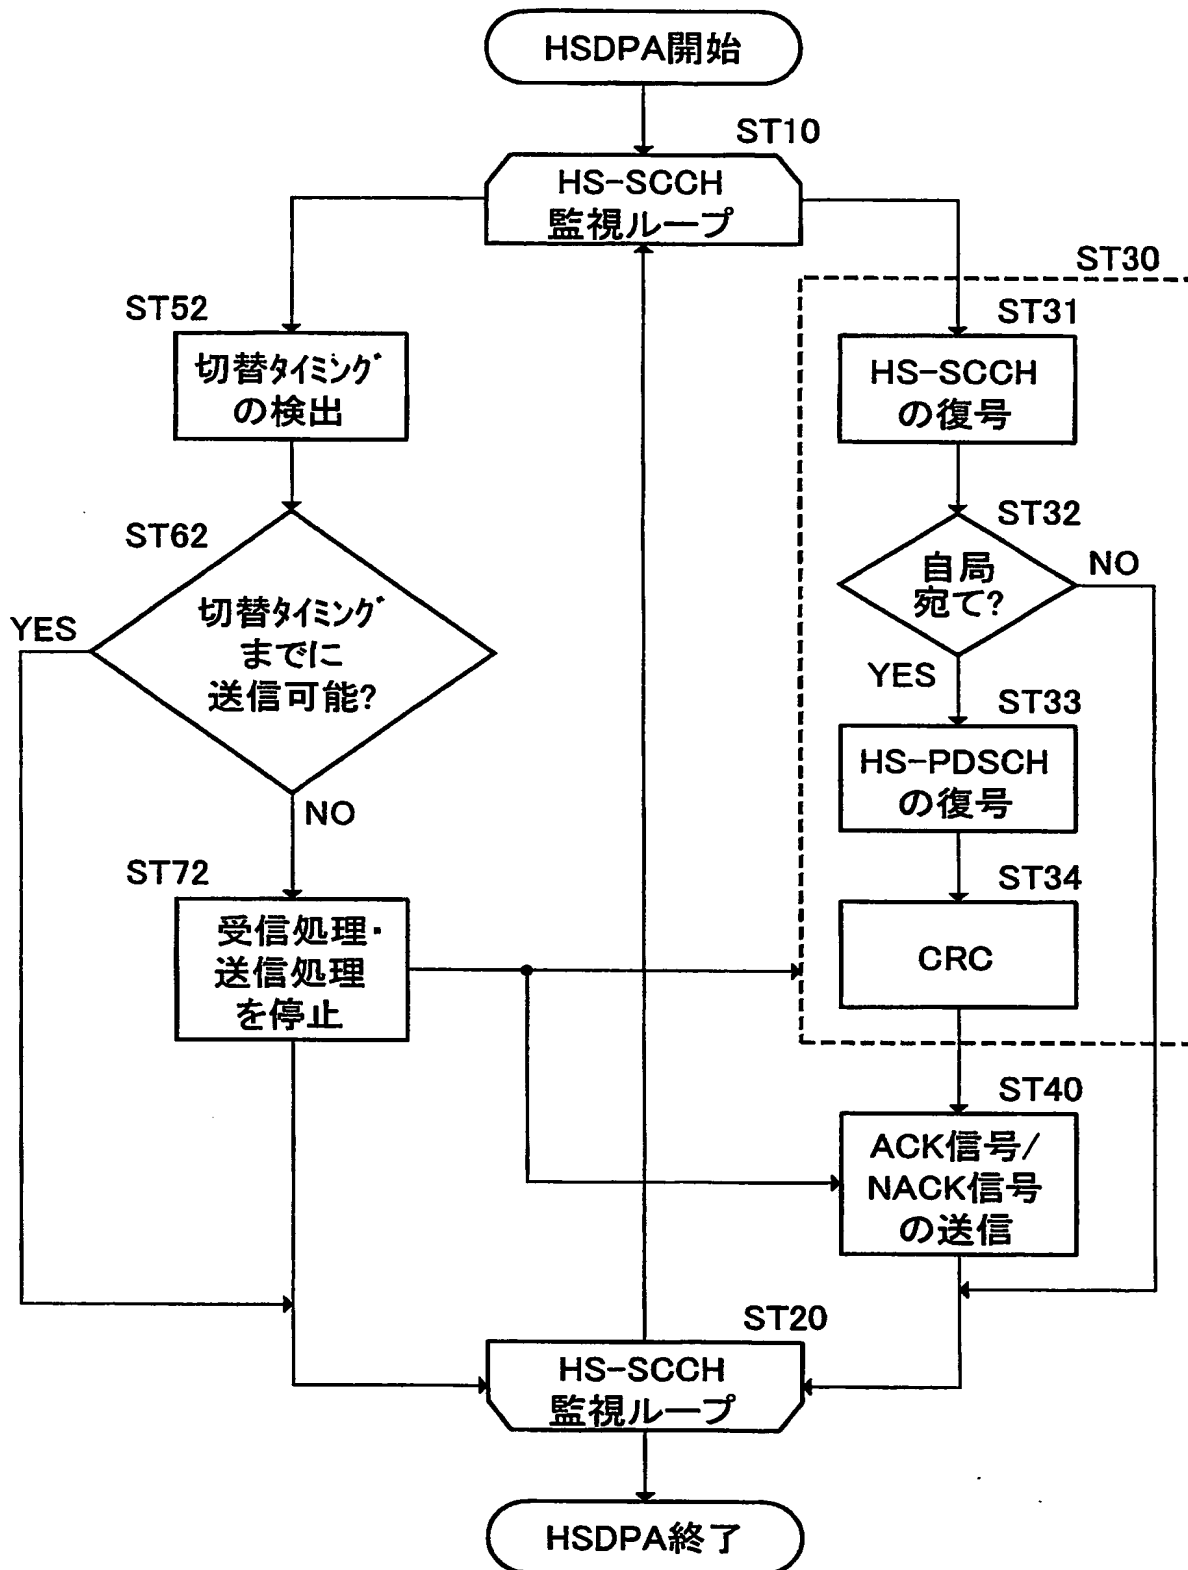 HSDPA開始
ST10
HS-SCCH
監視ループ
ST30
ST52
切替ﾀｲﾐﾝｸﾞ
の検出
ST31
HS-SCCH
の復号
ST62
切替ﾀｲﾐﾝｸﾞ
までに
送信可能?
YES
NO
ST32
自局
宛て?
NO
YES
ST33
HS-PDSCH
の復号
ST72
受信処理・
送信処理
を停止
ST34
CRC
ST40
ACK信号/
NACK信号
の送信
ST20
HS-SCCH
監視ループ
HSDPA終了